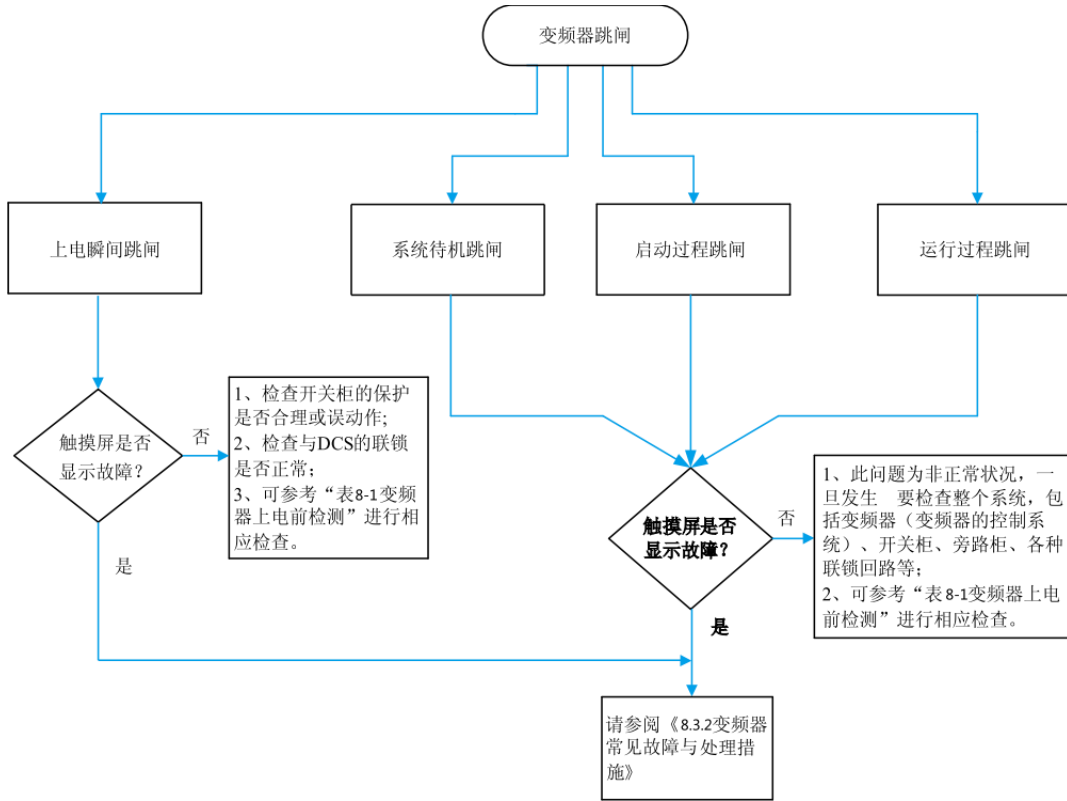 变频器跳闸
上电瞬间跳闸
系统待机跳闸
启动过程跳闸
运行过程跳闸
触摸屏是否
显示故障？
否
1、检查开关柜的保护
是否合理或误动作;
2、检查与DCS的联锁
是否正常；
3、可参考“表8-1变频
器上电前检测”进行相
应检查。
是
触摸屏是否
显示故障？
否
1、此问题为非正常状况，一
旦发生 要检查整个系统，包
括变频器（变频器的控制系
统）、开关柜、旁路柜、各种
联锁回路等；
2、可参考“表8-1变频器上电
前检测”进行相应检查。
是
请参阅《8.3.2变频器
常见故障与处理措
施》